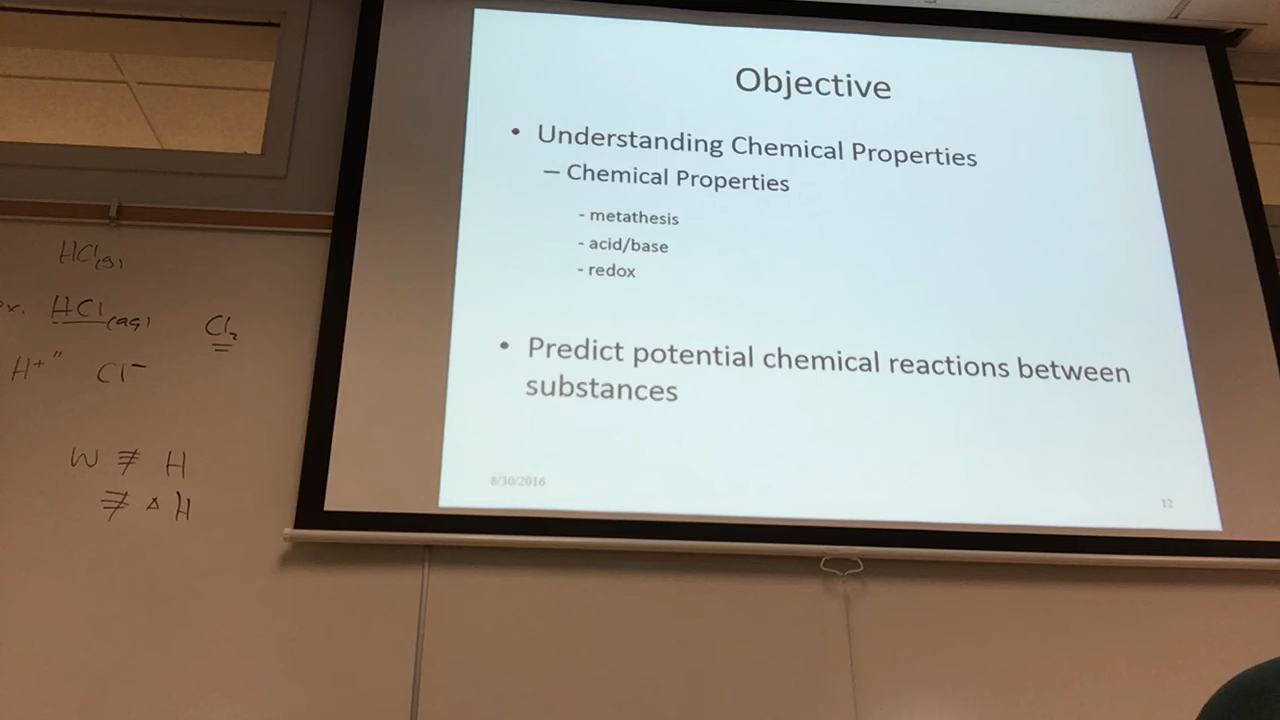 Objective
• Understanding Chemical Properties
– Chemical Properties
- metathesis
- acid/base
- redox
• Predict potential chemical reactions between
substances
8/30/2016
12
HCl(g)
x. HCl(aq) Cl₂
H+" Cl−
W ≢ H
≢ ΔH